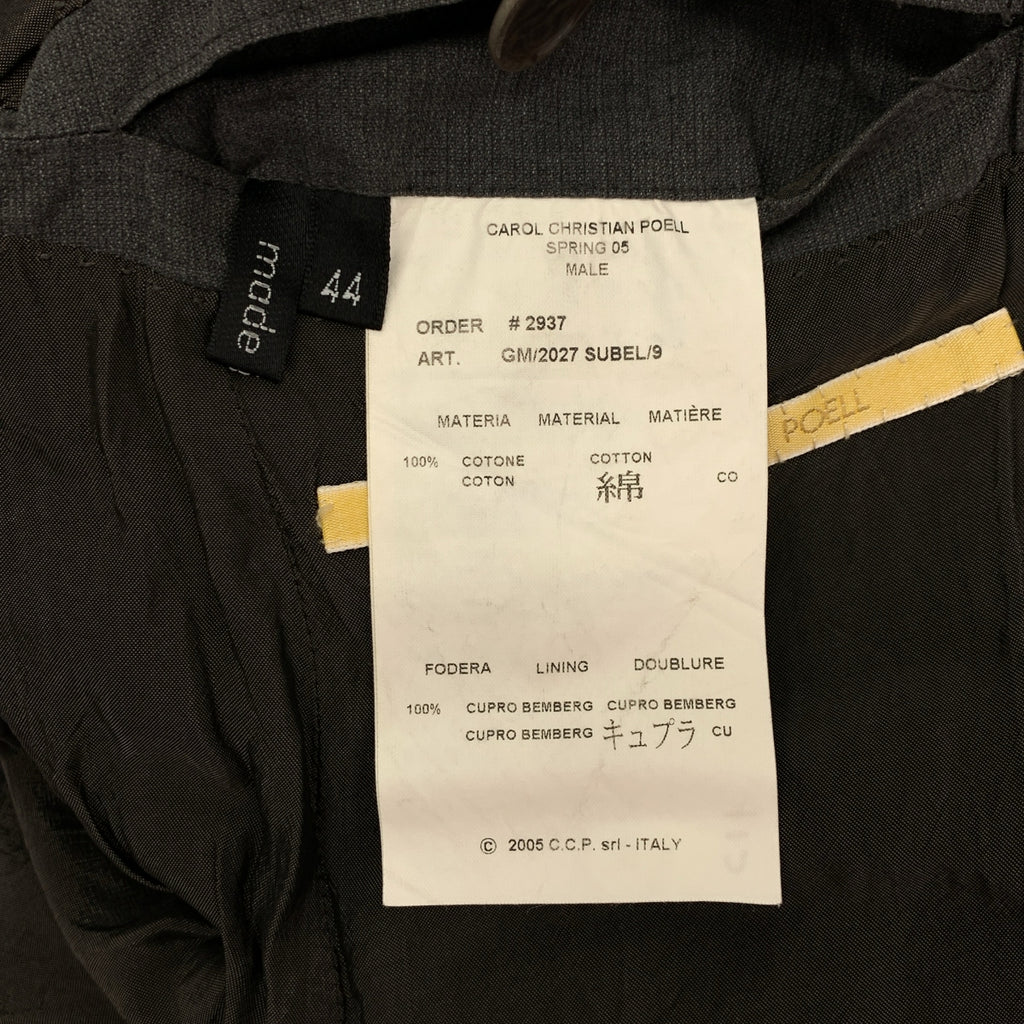 made
44
CAROL CHRISTIAN POELL
SPRING 05
MALE
ORDER # 2937
ART. GM/2027 SUBEL/9
MATERIA MATERIAL MATIÈRE
100% COTONE COTTON
COTON 綿 CO
POELL
FODERA LINING DOUBLURE
100% CUPRO BEMBERG CUPRO BEMBERG
CUPRO BEMBERG キュプラ CU
© 2005 C.C.P. srl - ITALY